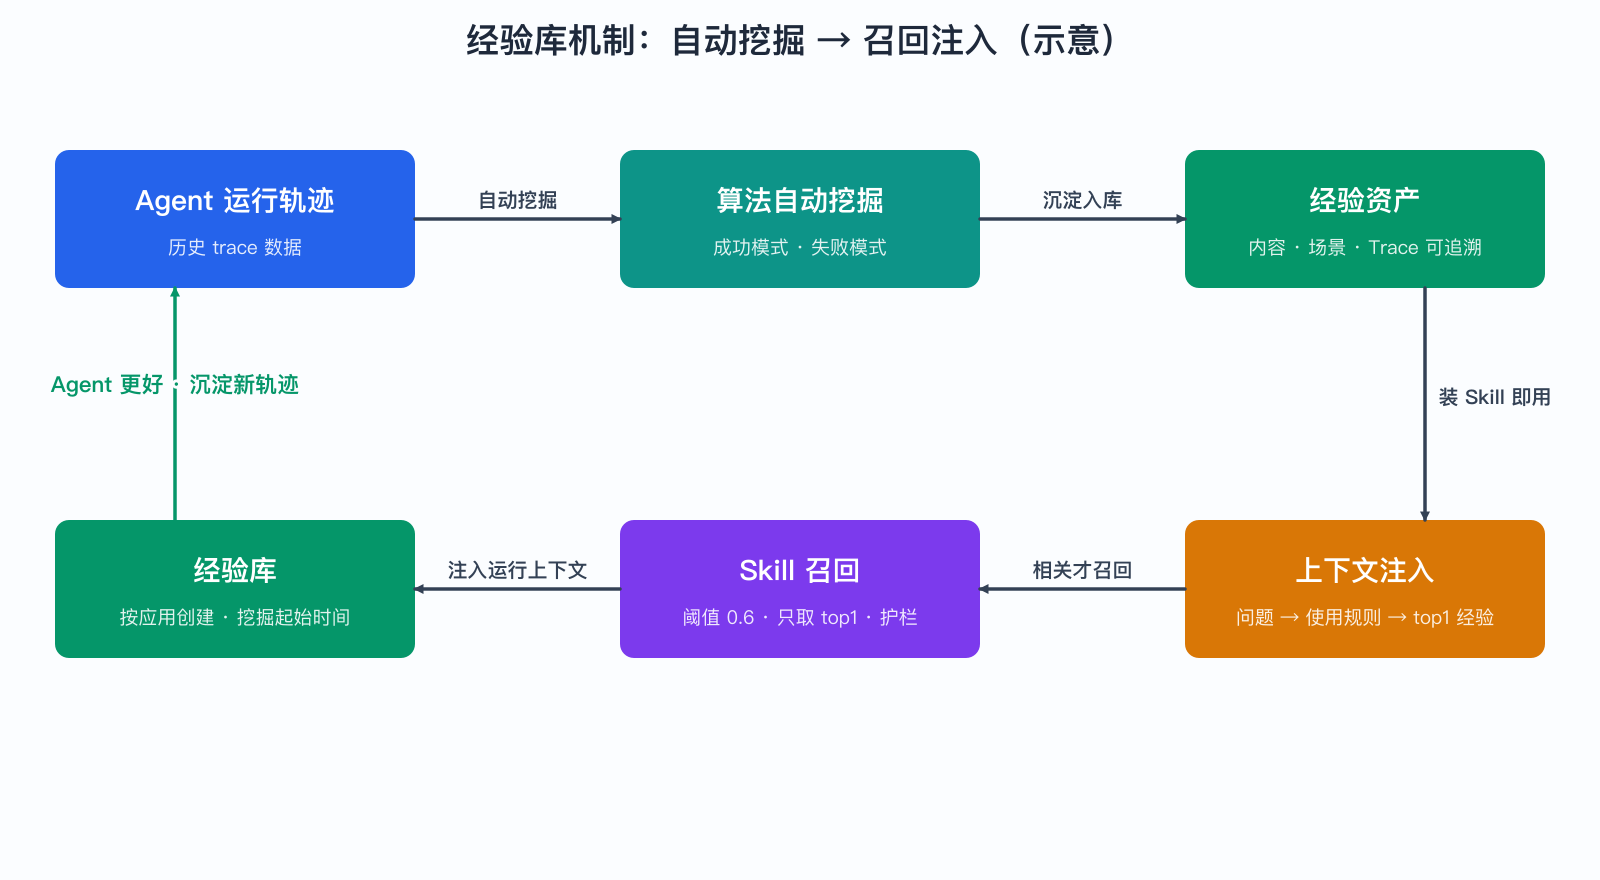 经验库机制：自动挖掘 → 召回注入（示意）
Agent 运行轨迹
历史 trace 数据
自动挖掘
算法自动挖掘
成功模式 · 失败模式
沉淀入库
经验资产
内容 · 场景 · Trace 可追溯
Agent 更好 · 沉淀新轨迹
装 Skill 即用
经验库
按应用创建 · 挖掘起始时间
注入运行上下文
Skill 召回
阈值 0.6 · 只取 top1 · 护栏
相关才召回
上下文注入
问题 → 使用规则 → top1 经验